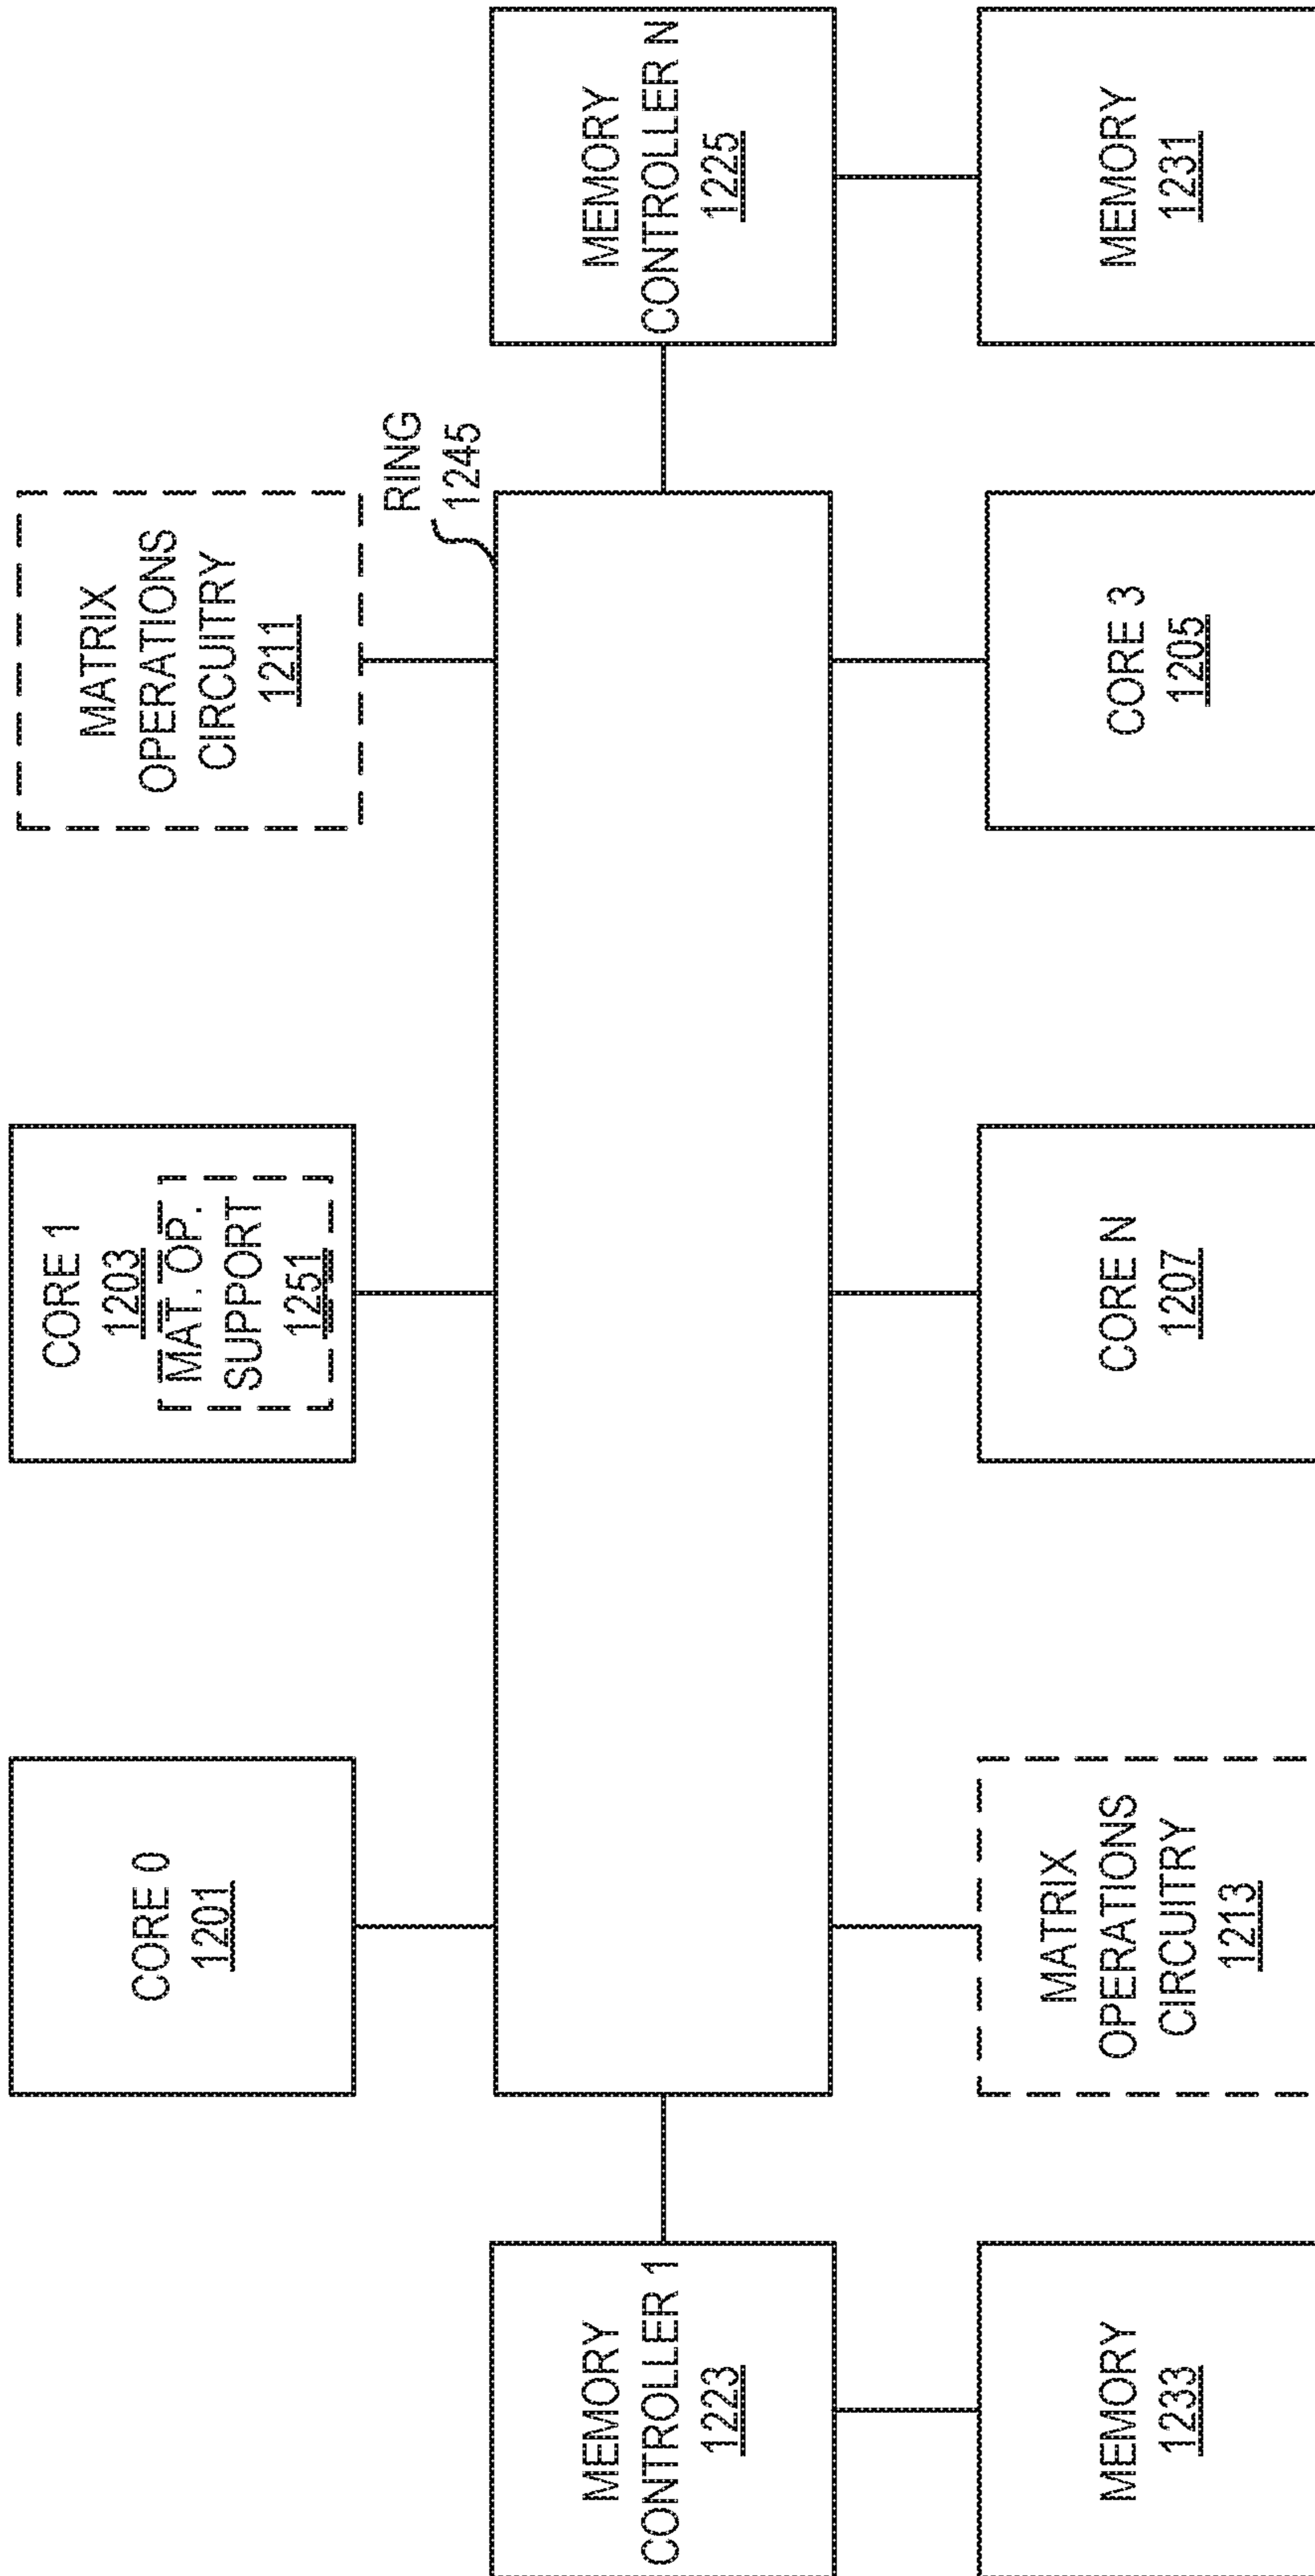 CORE 0
1201
CORE 1
1203
MAT. OP.
SUPPORT
1251
MATRIX
OPERATIONS
CIRCUITRY
1211
RING
1245
MEMORY
CONTROLLER 1
1223
MEMORY
CONTROLLER N
1225
MEMORY
1233
MATRIX
OPERATIONS
CIRCUITRY
1213
CORE N
1207
CORE 3
1205
MEMORY
1231